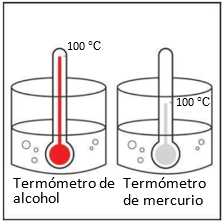 100 °C
100 °C
Termómetro de
alcohol
Termómetro
de mercurio